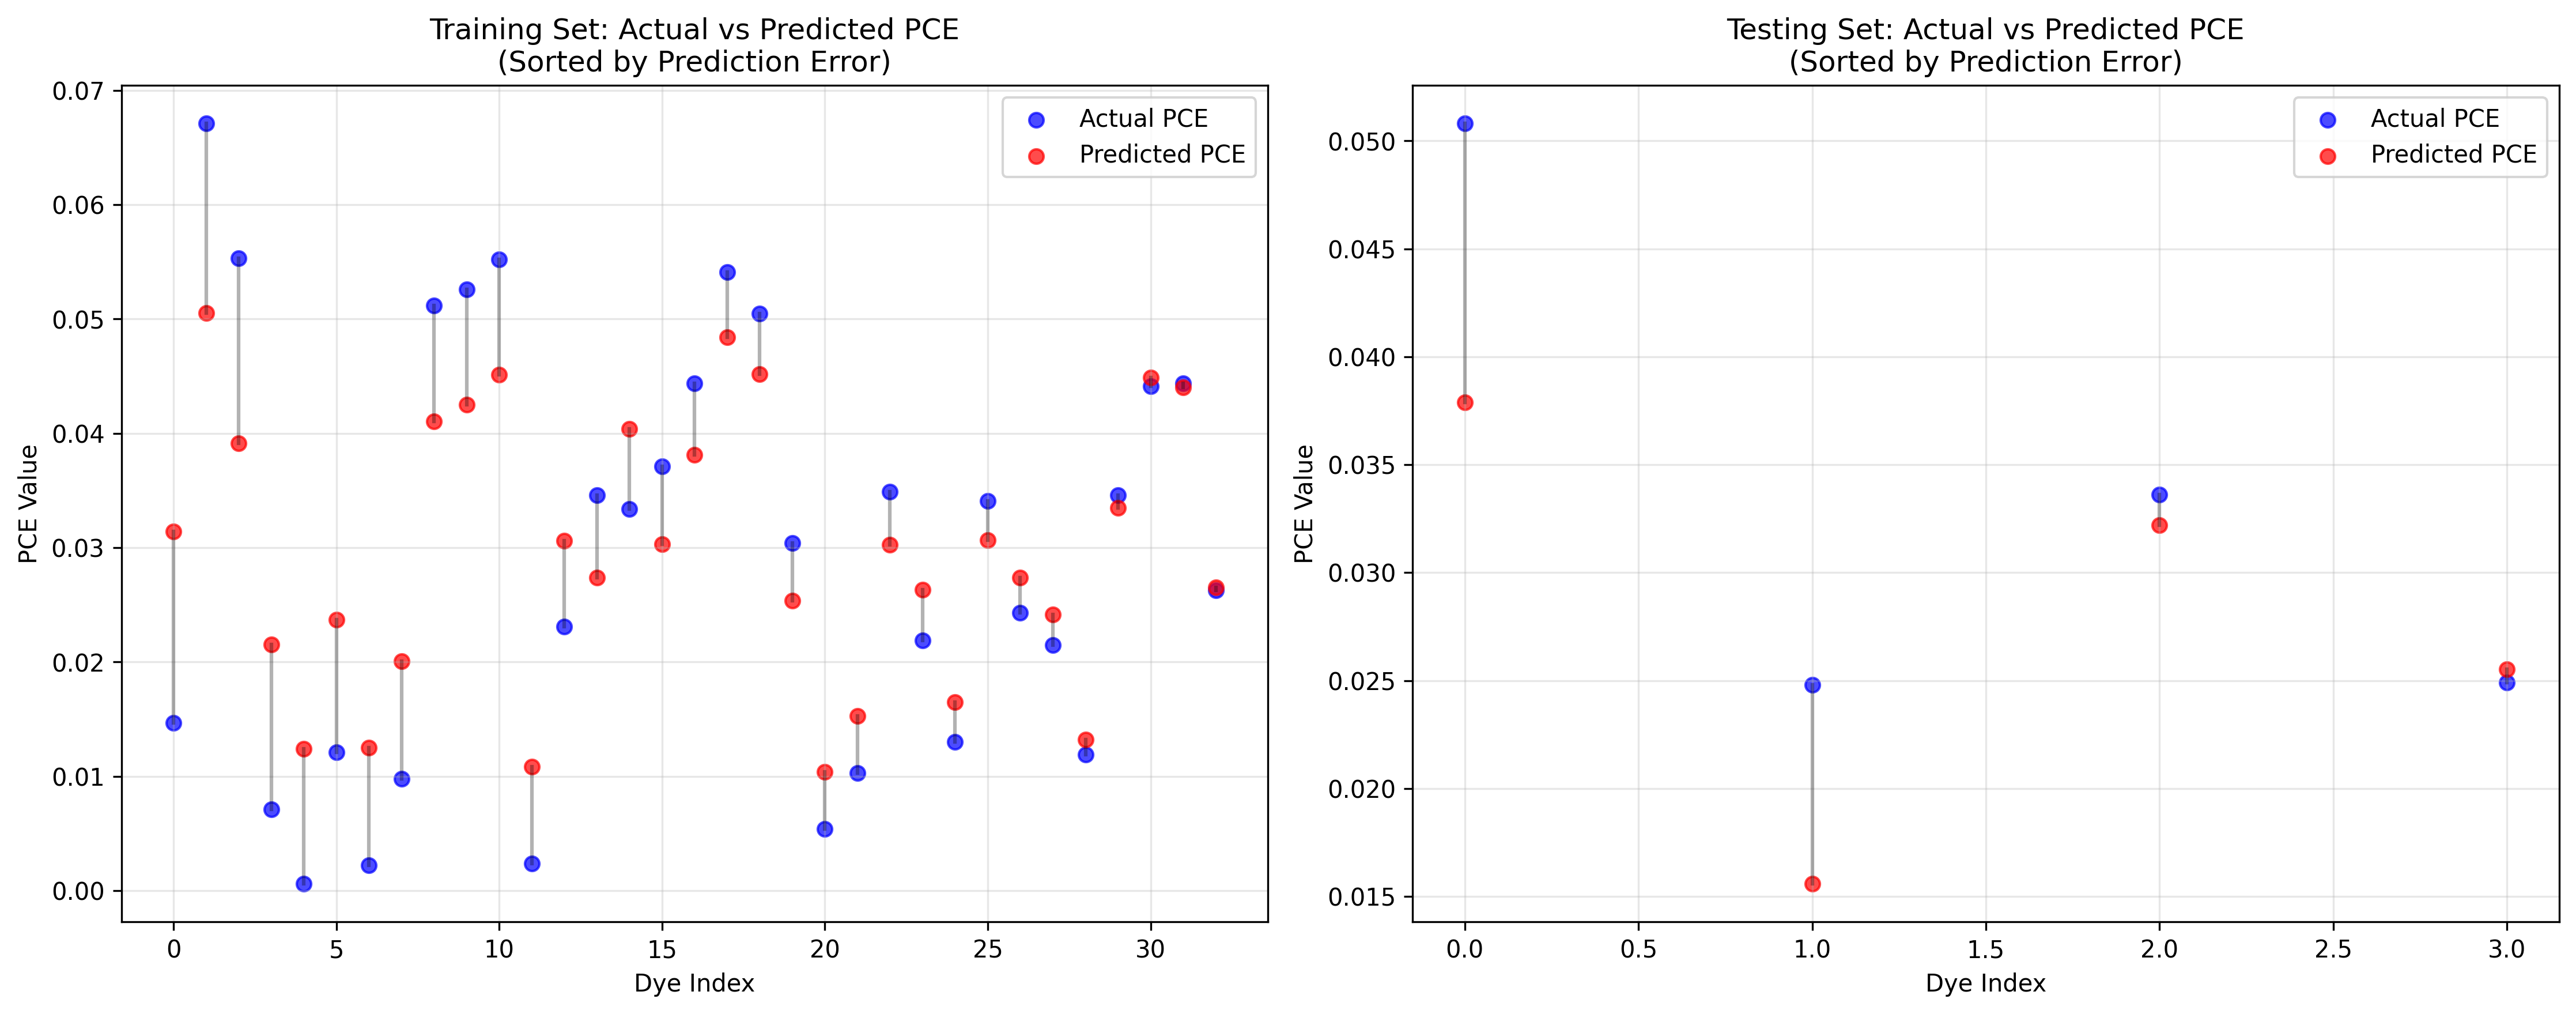 Training Set: Actual vs Predicted PCE
(Sorted by Prediction Error)
Actual PCE
Predicted PCE
PCE Value
0.07
0.06
0.05
0.04
0.03
0.02
0.01
0.00
0 5 10 15 20 25 30
Dye Index
Testing Set: Actual vs Predicted PCE
(Sorted by Prediction Error)
Actual PCE
Predicted PCE
PCE Value
0.050
0.045
0.040
0.035
0.030
0.025
0.020
0.015
0.0 0.5 1.0 1.5 2.0 2.5 3.0
Dye Index